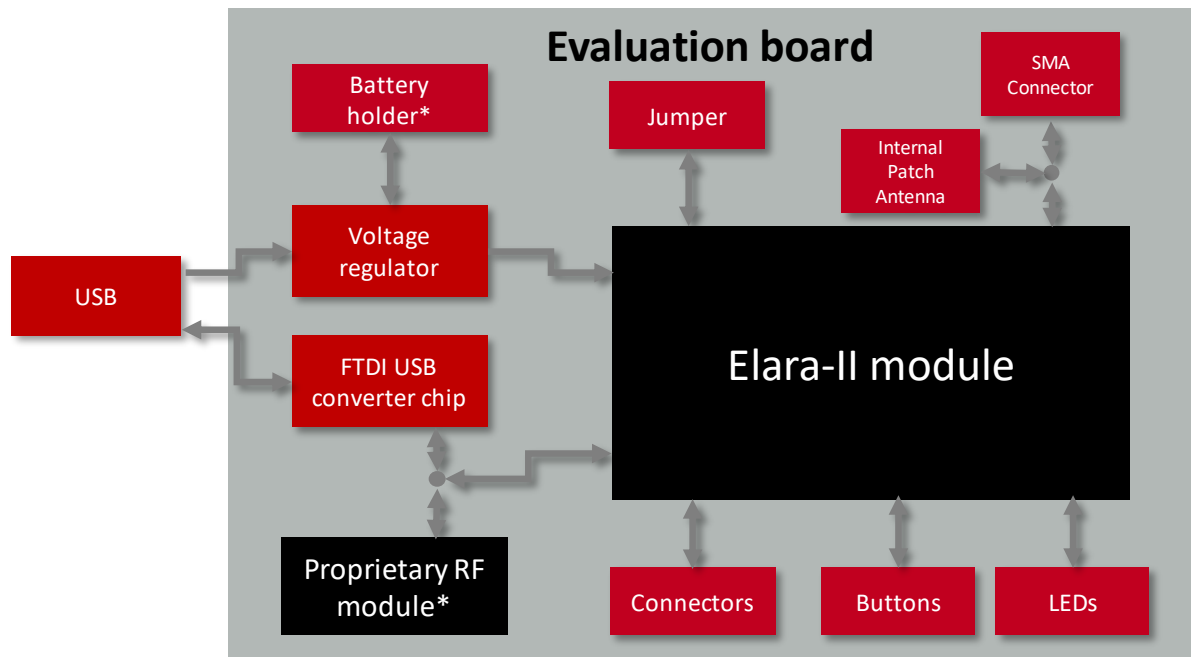 Evaluation board
Battery
holder*
Jumper
SMA
Connector
Internal
Patch
Antenna
Voltage
regulator
USB
FTDI USB
converter chip
Elara-II module
Proprietary RF
module*
Connectors
Buttons
LEDs